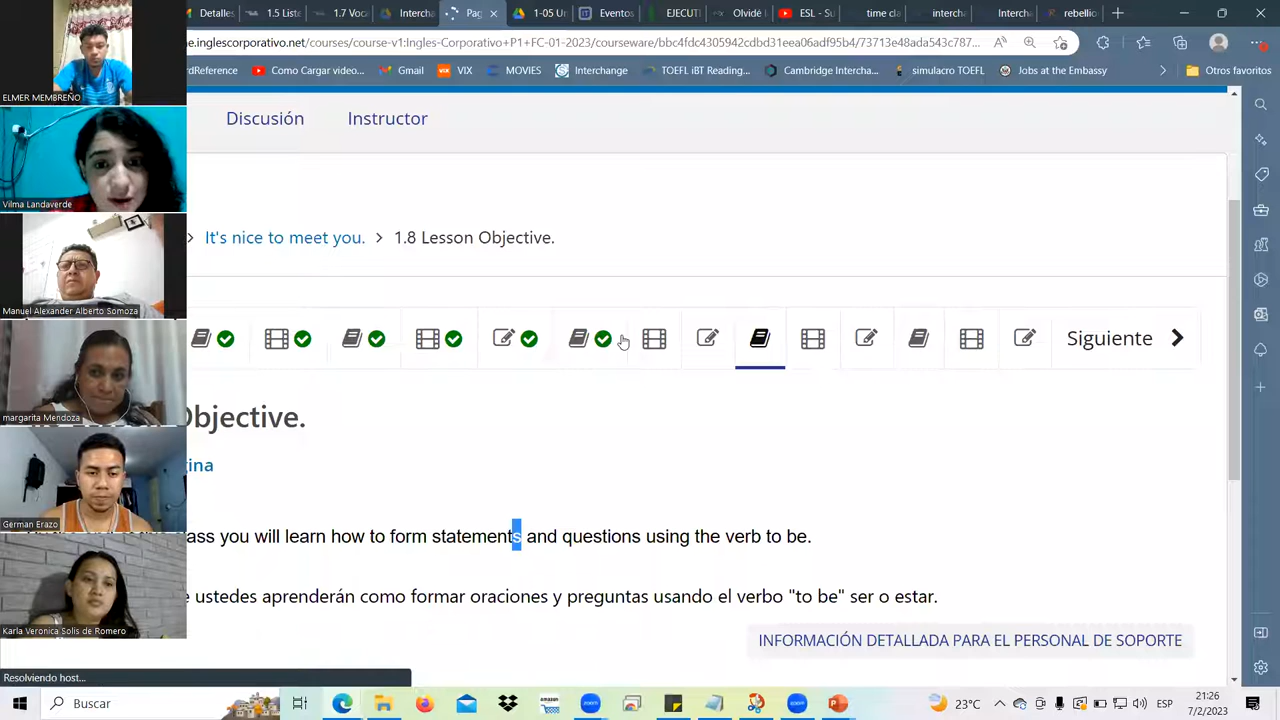 Detalles
1.5 Liste
1.7 Voca
Intercha
Pag
1-05 Un
Eventos
EJECUTI
Olvidé
ESL - Su
time cla
interch
Intercha
rebellio
e.inglescorporativo.net/courses/course-v1:Ingles-Corporativo+P1+FC-01-2023/courseware/bbc4fdc4305942cdbd31eea06adf95b4/73713e48ada543c787...
rdReference
Como Cargar video...
Gmail
VIX
MOVIES
Interchange
TOEFL iBT Reading...
Cambridge Intercha...
simulacro TOEFL
Jobs at the Embassy
Otros favoritos
ELMER MEMBREÑO
Discusión
Instructor
Vilma Landaverde
It's nice to meet you. > 1.8 Lesson Objective.
Manuel Alexander Alberto Somoza
Siguiente
margarita Mendoza
Objective.
ina
German Erazo
ass you will learn how to form statements and questions using the verb to be.
e ustedes aprenderán como formar oraciones y preguntas usando el verbo "to be" ser o estar.
Karla Veronica Solis de Romero
INFORMACIÓN DETALLADA PARA EL PERSONAL DE SOPORTE
Resolviendo host...
Buscar
23°C
ESP
21:26
7/2/2023